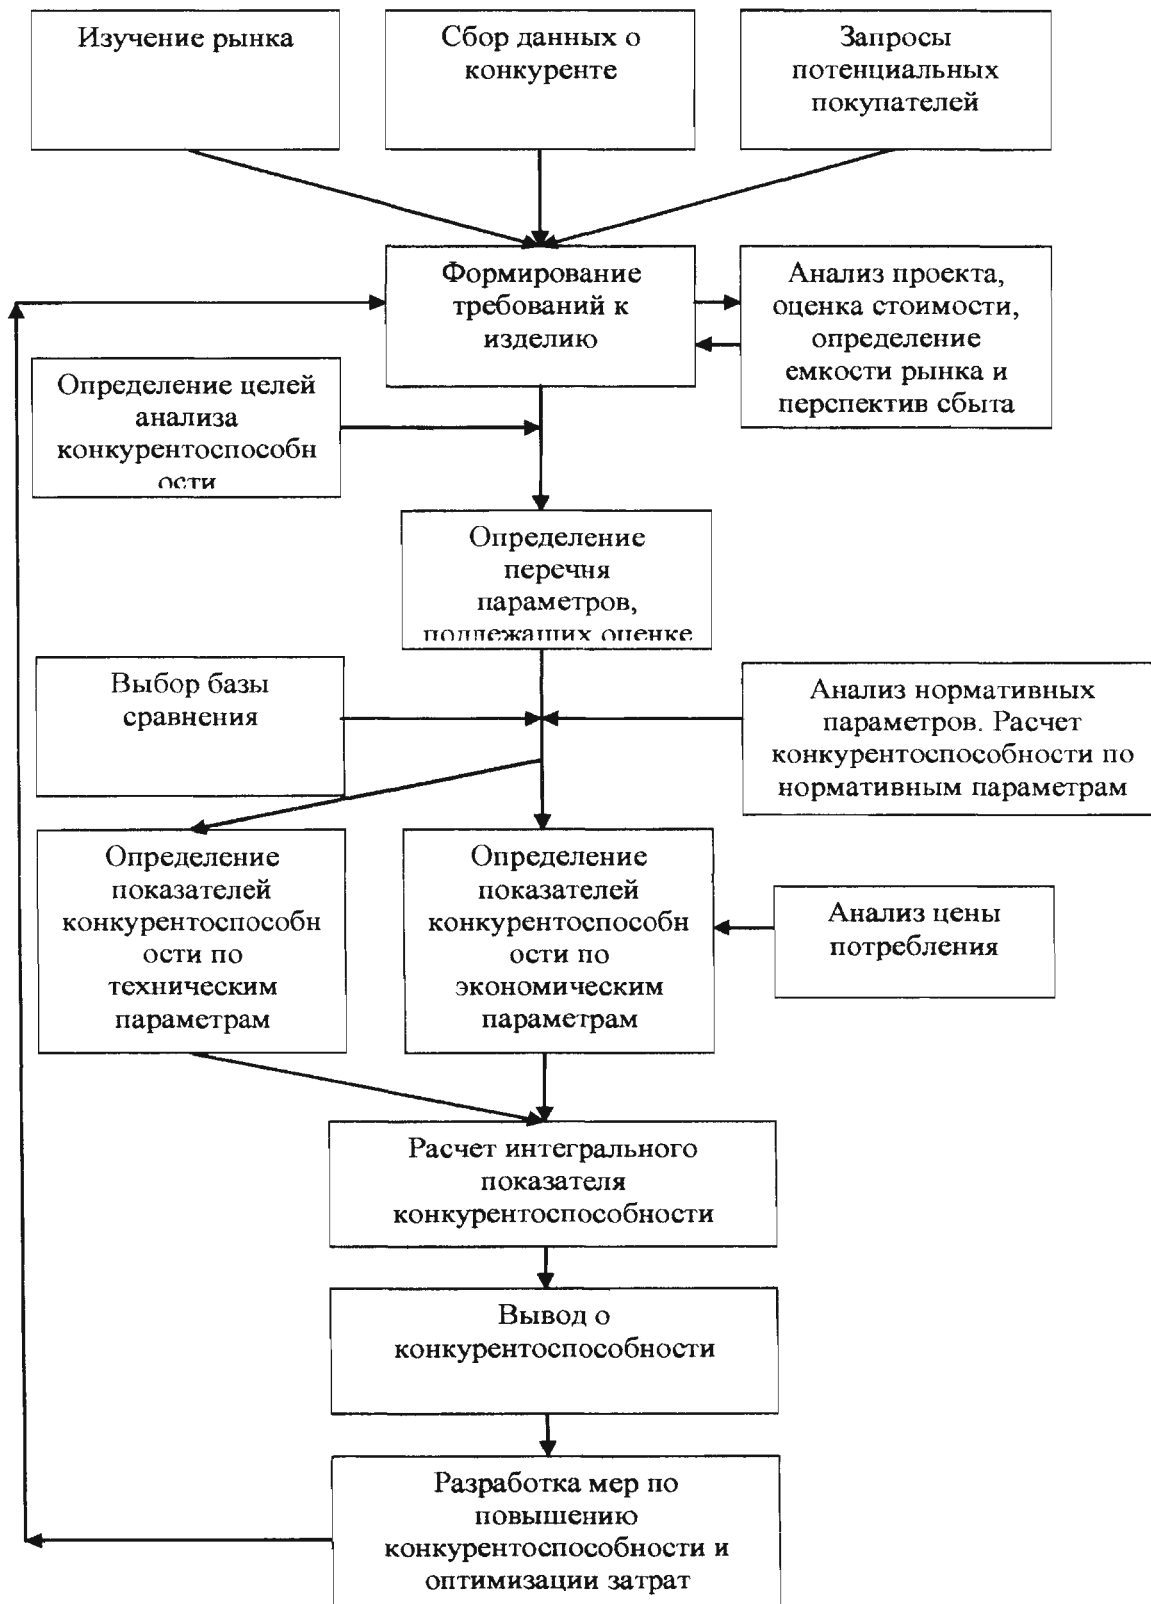 Изучение рынка
Сбор данных о
конкуренте
Запросы
потенциальных
покупателей
Формирование
требований к
изделию
Анализ проекта,
оценка стоимости,
определение
емкости рынка и
перспектив сбыта
Определение целей
анализа
конкурентоспособн
ости
Определение
перечня
параметров,
подлежащих оценке
Выбор базы
сравнения
Анализ нормативных
параметров. Расчет
конкурентоспособности по
нормативным параметрам
Определение
показателей
конкурентоспособн
ости по
техническим
параметрам
Определение
показателей
конкурентоспособн
ости по
экономическим
параметрам
Анализ цены
потребления
Расчет интегрального
показателя
конкурентоспособности
Вывод о
конкурентоспособности
Разработка мер по
повышению
конкурентоспособности и
оптимизации затрат